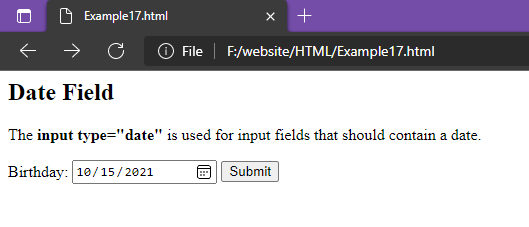 Example17.html
File F:/website/HTML/Example17.html
Date Field
The input type="date" is used for input fields that should contain a date.
Birthday: 10/15/2021 Submit